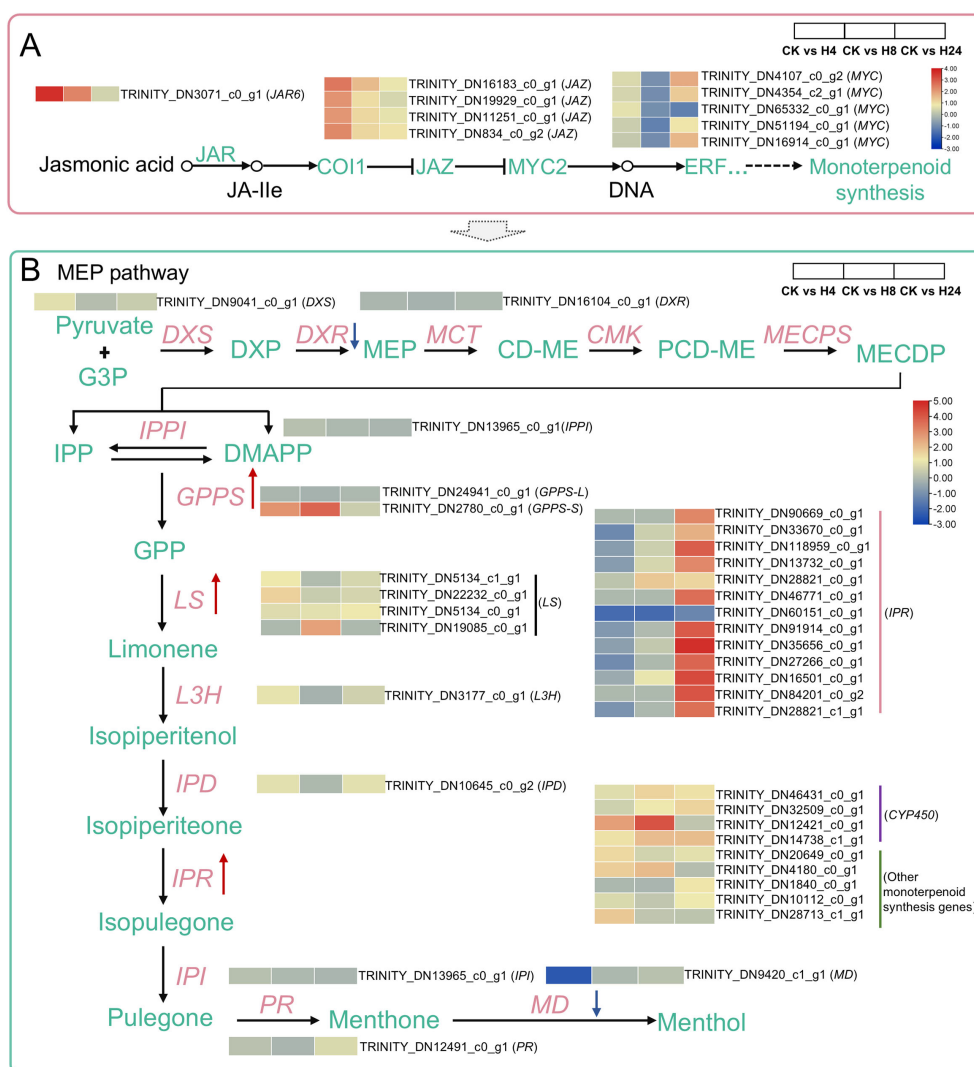 A
CK vs H4 CK vs H8 CK vs H24
TRINITY_DN3071_c0_g1 (JAR6)
TRINITY_DN16183_c0_g1 (JAZ)
TRINITY_DN19929_c0_g1 (JAZ)
TRINITY_DN11251_c0_g1 (JAZ)
TRINITY_DN834_c0_g2 (JAZ)
TRINITY_DN4107_c0_g2 (MYC)
TRINITY_DN4354_c2_g1 (MYC)
TRINITY_DN65332_c0_g1 (MYC)
TRINITY_DN51194_c0_g1 (MYC)
TRINITY_DN16914_c0_g1 (MYC)
4.00
3.00
2.00
1.00
0.00
-1.00
-2.00
-3.00
Jasmonic acid JAR JA-Ile COI1 JAZ MYC2 DNA ERF... Monoterpenoid
synthesis
B MEP pathway
CK vs H4 CK vs H8 CK vs H24
TRINITY_DN9041_c0_g1 (DXS)
TRINITY_DN16104_c0_g1 (DXR)
Pyruvate
+
G3P
DXS DXP DXR MEP MCT CD-ME CMK PCD-ME MECPS MECDP
IPP IPPI DMAPP
TRINITY_DN13965_c0_g1(IPPI)
5.00
4.00
3.00
2.00
1.00
0.00
-1.00
-2.00
-3.00
GPPS
TRINITY_DN24941_c0_g1 (GPPS-L)
TRINITY_DN2780_c0_g1 (GPPS-S)
GPP
LS
TRINITY_DN5134_c1_g1
TRINITY_DN22232_c0_g1
TRINITY_DN5134_c0_g1
TRINITY_DN19085_c0_g1
(LS)
TRINITY_DN90669_c0_g1
TRINITY_DN33670_c0_g1
TRINITY_DN118959_c0_g1
TRINITY_DN13732_c0_g1
TRINITY_DN28821_c0_g1
TRINITY_DN46771_c0_g1
TRINITY_DN60151_c0_g1
TRINITY_DN91914_c0_g1
TRINITY_DN35656_c0_g1
TRINITY_DN27266_c0_g1
TRINITY_DN16501_c0_g1
TRINITY_DN84201_c0_g2
TRINITY_DN28821_c1_g1
(IPR)
Limonene
L3H
TRINITY_DN3177_c0_g1 (L3H)
Isopiperitenol
IPD
TRINITY_DN10645_c0_g2 (IPD)
Isopiperiteone
TRINITY_DN46431_c0_g1
TRINITY_DN32509_c0_g1
TRINITY_DN12421_c0_g1
TRINITY_DN14738_c1_g1
(CYP450)
TRINITY_DN20649_c0_g1
TRINITY_DN4180_c0_g1
TRINITY_DN1840_c0_g1
TRINITY_DN10112_c0_g1
TRINITY_DN28713_c1_g1
(Other
monoterpenoid
synthesis genes)
IPR
Isopulegone
IPI
TRINITY_DN13965_c0_g1 (IPI)
TRINITY_DN9420_c1_g1 (MD)
Pulegone PR Menthone MD Menthol
TRINITY_DN12491_c0_g1 (PR)